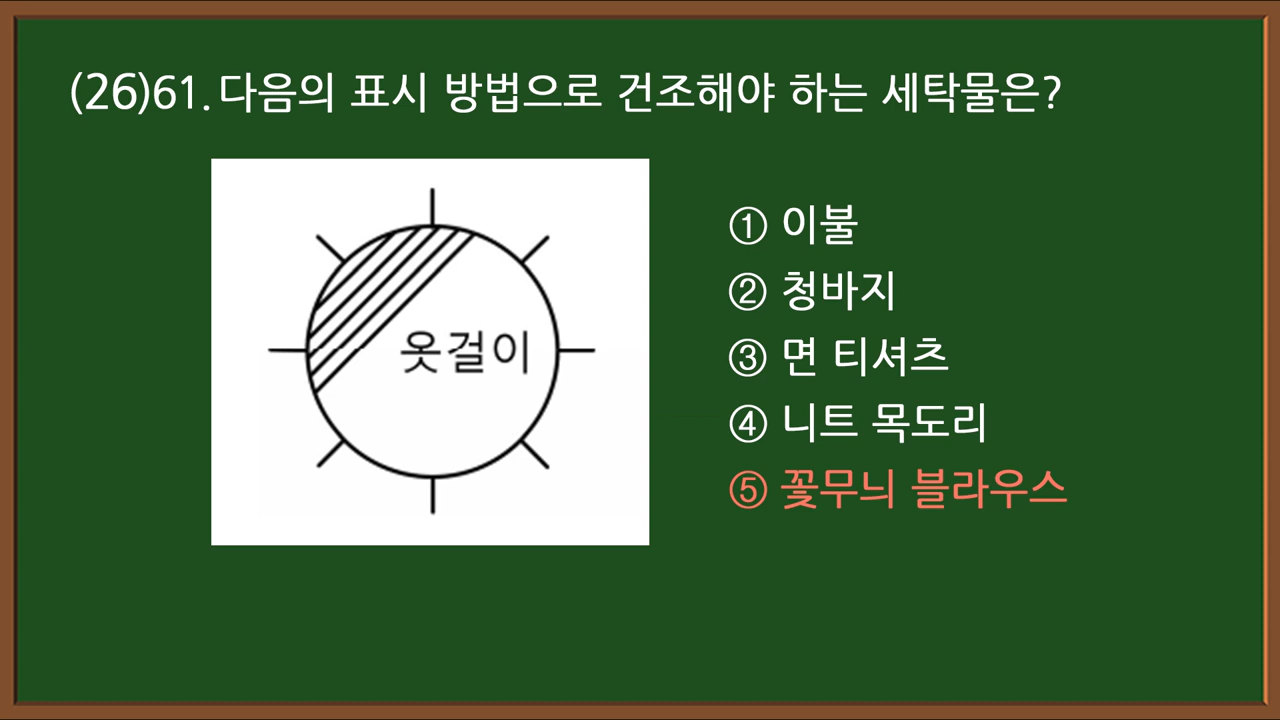 (26)61. 다음의 표시 방법으로 건조해야 하는 세탁물은?
옷걸이
① 이불
② 청바지
③ 면 티셔츠
④ 니트 목도리
⑤ 꽃무늬 블라우스